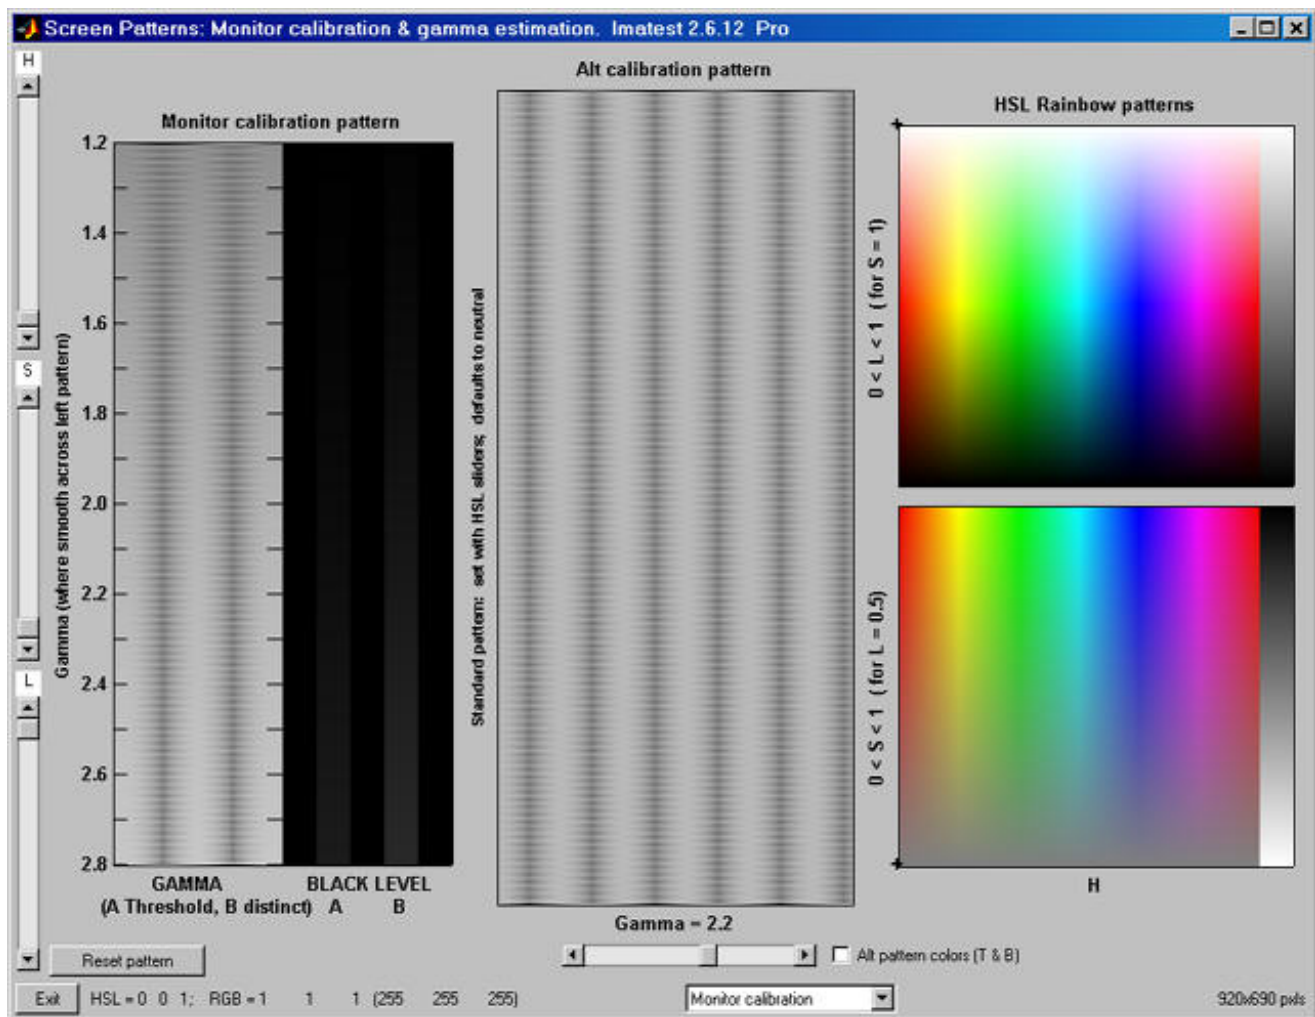 Screen Patterns: Monitor calibration & gamma estimation. Imatest 2.6.12 Pro
H
S
L
Monitor calibration pattern
1.2
1.4
1.6
1.8
2.0
2.2
2.4
2.6
2.8
Gamma (where smooth across left pattern)
GAMMA
(A Threshold, B distinct)
BLACK LEVEL
A B
Alt calibration pattern
Standard pattern: set with HSL sliders; defaults to neutral
Gamma = 2.2
HSL Rainbow patterns
0 < L < 1 ( for S = 1)
0 < S < 1 ( for L = 0.5)
H
Reset pattern
Alt pattern colors (T & B)
Exit
HSL = 0 0 1; RGB = 1 1 1 (255 255 255)
Monitor calibration
920x690 pxls